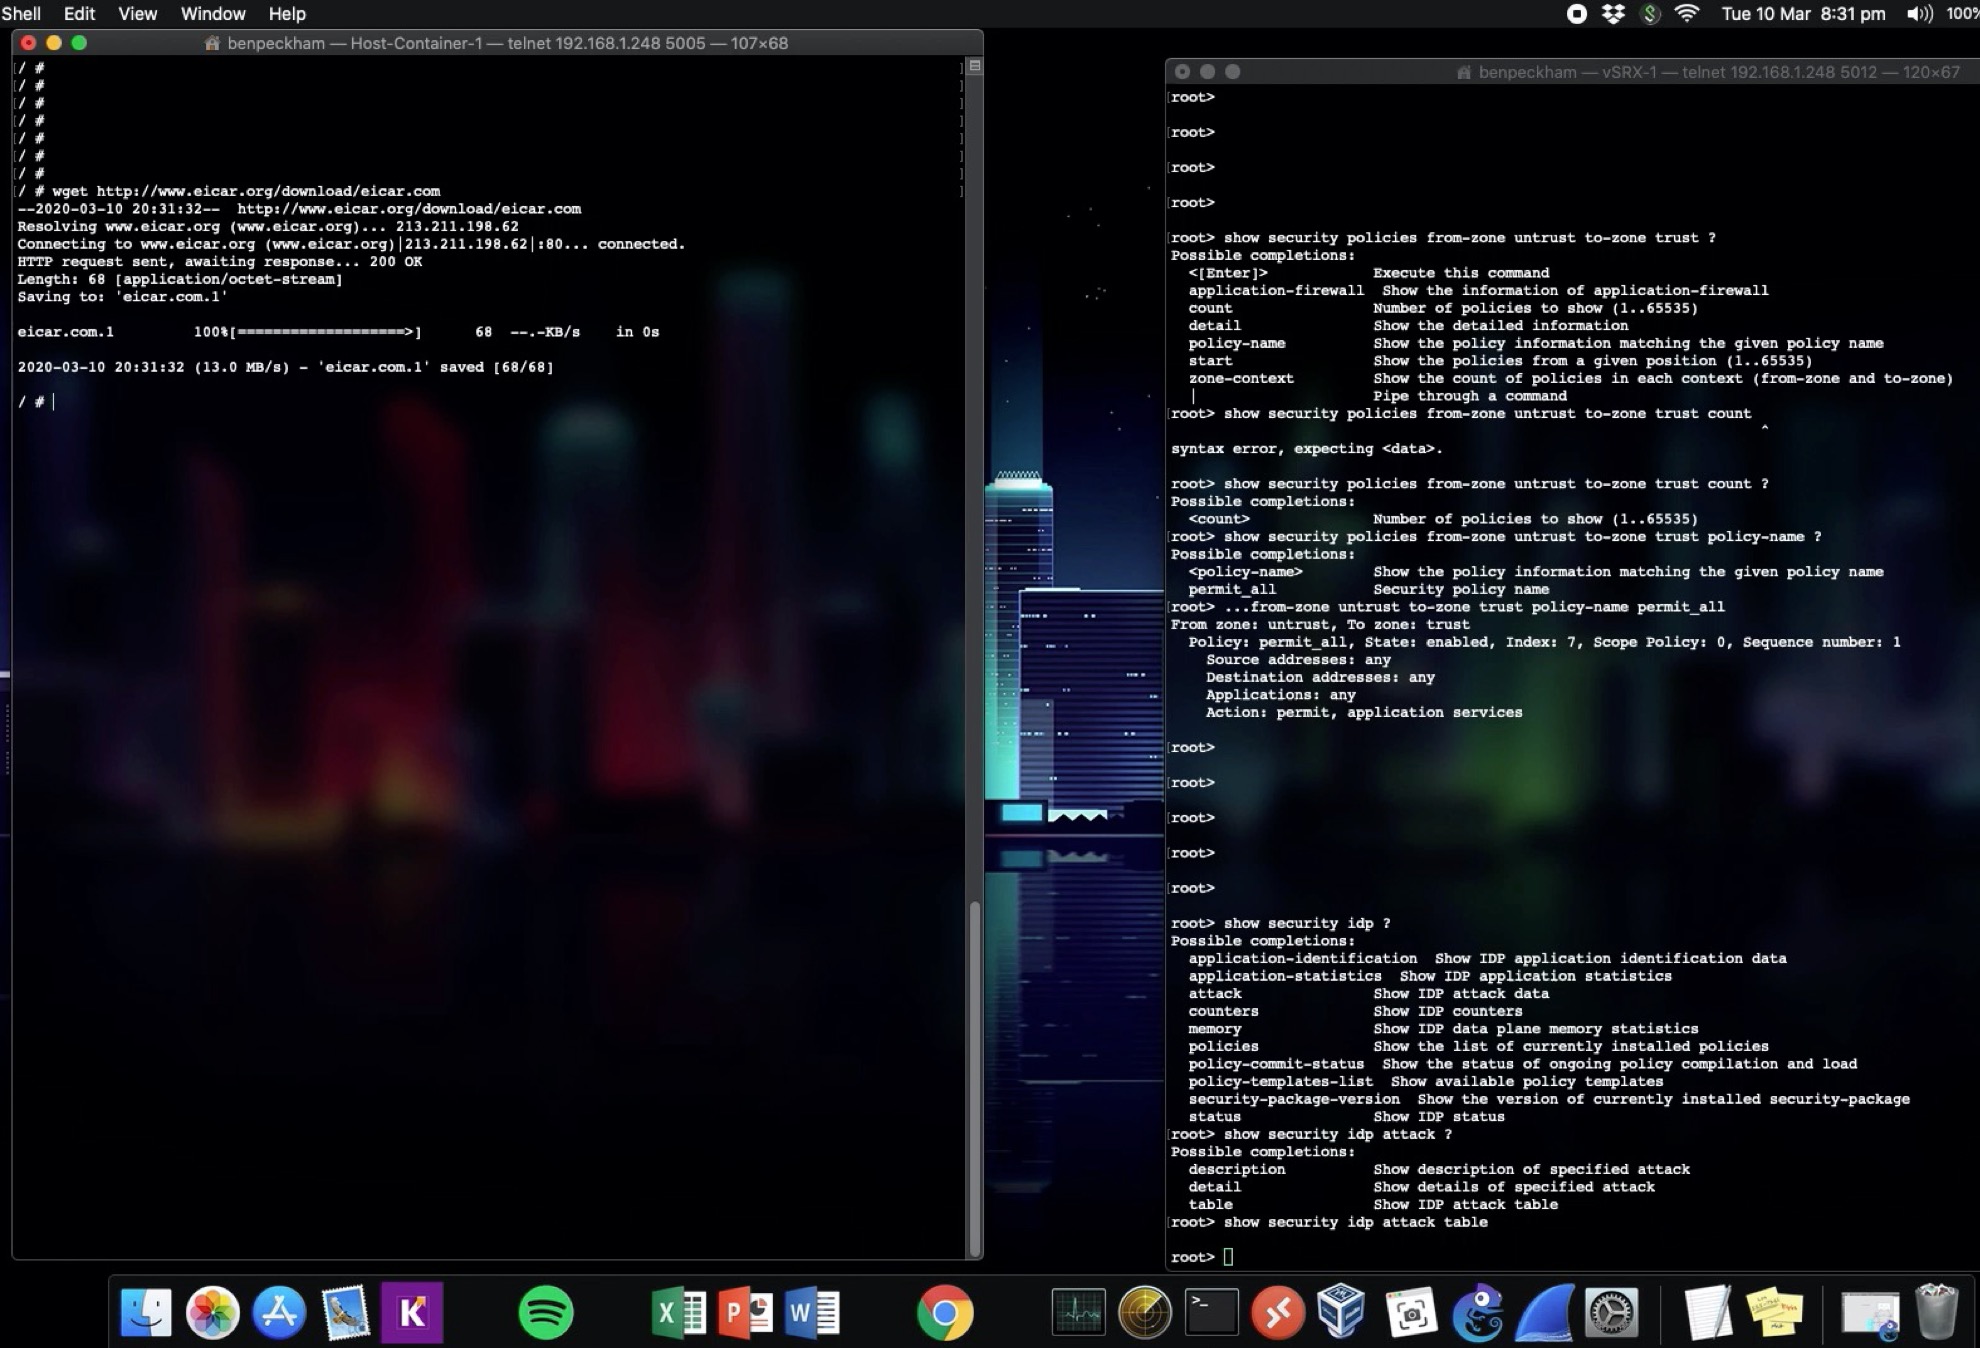 Shell Edit View Window Help
Tue 10 Mar 8:31 pm 100%
benpeckham — Host-Container-1 — telnet 192.168.1.248 5005 — 107×68
/ #
/ #
/ #
/ #
/ #
/ #
/ #
/ # wget http://www.eicar.org/download/eicar.com
--2020-03-10 20:31:32-- http://www.eicar.org/download/eicar.com
Resolving www.eicar.org (www.eicar.org)... 213.211.198.62
Connecting to www.eicar.org (www.eicar.org)|213.211.198.62|:80... connected.
HTTP request sent, awaiting response... 200 OK
Length: 68 [application/octet-stream]
Saving to: 'eicar.com.1'
eicar.com.1 100%[===================>] 68 --.-KB/s in 0s
2020-03-10 20:31:32 (13.0 MB/s) - 'eicar.com.1' saved [68/68]
/ #
benpeckham — vSRX-1 — telnet 192.168.1.248 5012 — 120×67
root>
root>
root>
root>
root> show security policies from-zone untrust to-zone trust ?
Possible completions:
<[Enter]> Execute this command
application-firewall Show the information of application-firewall
count Number of policies to show (1..65535)
detail Show the detailed information
policy-name Show the policy information matching the given policy name
start Show the policies from a given position (1..65535)
zone-context Show the count of policies in each context (from-zone and to-zone)
| Pipe through a command
root> show security policies from-zone untrust to-zone trust count
^
syntax error, expecting <data>.
root> show security policies from-zone untrust to-zone trust count ?
Possible completions:
<count> Number of policies to show (1..65535)
root> show security policies from-zone untrust to-zone trust policy-name ?
Possible completions:
<policy-name> Show the policy information matching the given policy name
permit_all Security policy name
root> ...from-zone untrust to-zone trust policy-name permit_all
From zone: untrust, To zone: trust
Policy: permit_all, State: enabled, Index: 7, Scope Policy: 0, Sequence number: 1
Source addresses: any
Destination addresses: any
Applications: any
Action: permit, application services
root>
root>
root>
root>
root>
root> show security idp ?
Possible completions:
application-identification Show IDP application identification data
application-statistics Show IDP application statistics
attack Show IDP attack data
counters Show IDP counters
memory Show IDP data plane memory statistics
policies Show the list of currently installed policies
policy-commit-status Show the status of ongoing policy compilation and load
policy-templates-list Show available policy templates
security-package-version Show the version of currently installed security-package
status Show IDP status
root> show security idp attack ?
Possible completions:
description Show description of specified attack
detail Show details of specified attack
table Show IDP attack table
root> show security idp attack table
root>